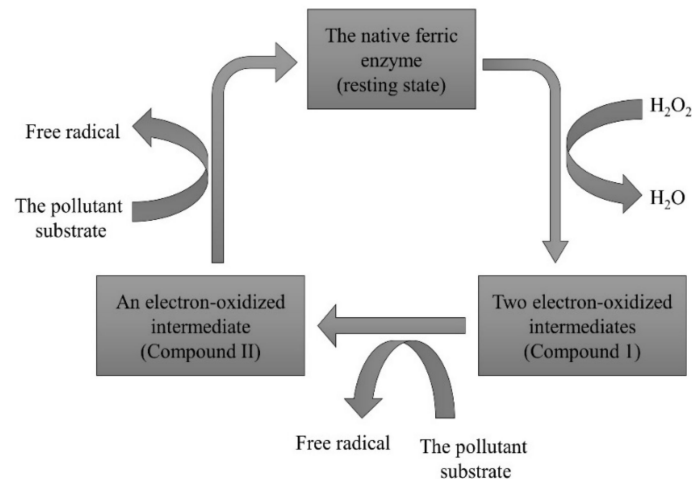 The native ferric
enzyme
(resting state)
H₂O₂
H₂O
Free radical
The pollutant
substrate
An electron-oxidized
intermediate
(Compound II)
Two electron-oxidized
intermediates
(Compound 1)
Free radical
The pollutant
substrate